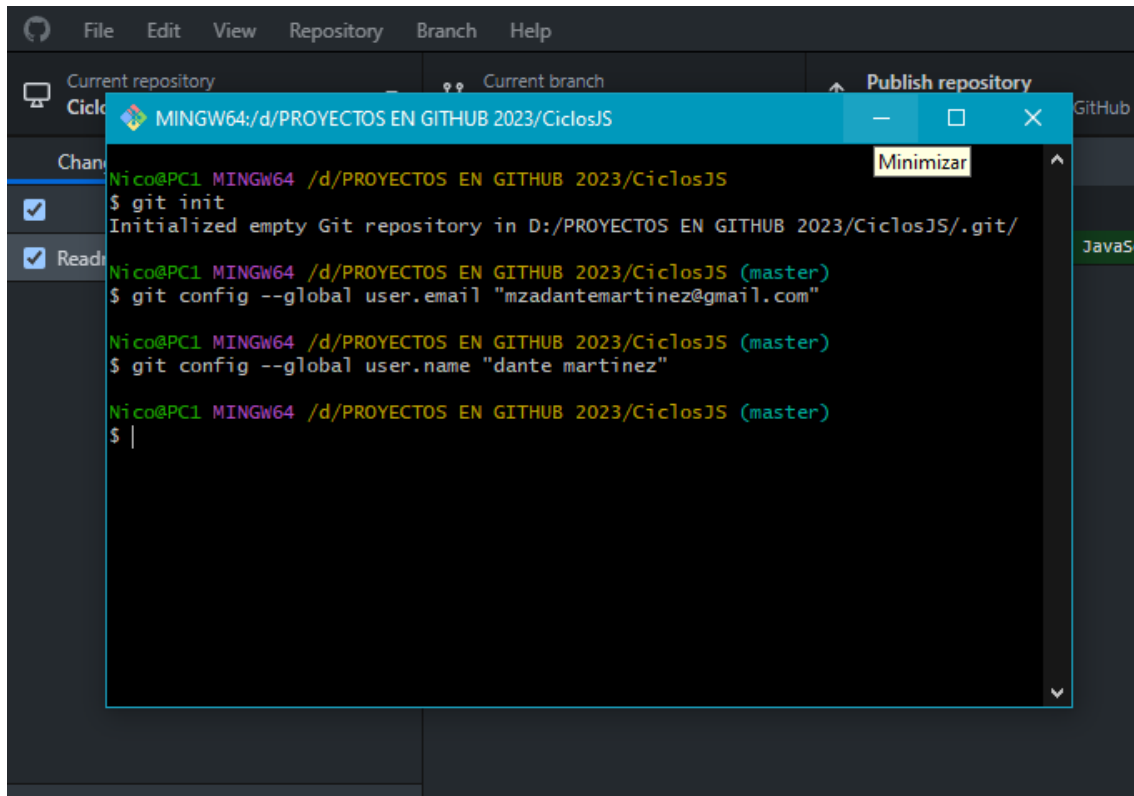 File Edit View Repository Branch Help
Current repository
Current branch
Publish repository
GitHub
MINGW64:/d/PROYECTOS EN GITHUB 2023/CiclosJS
Minimizar
Nico@PC1 MINGW64 /d/PROYECTOS EN GITHUB 2023/CiclosJS
$ git init
Initialized empty Git repository in D:/PROYECTOS EN GITHUB 2023/CiclosJS/.git/
JavaS
Nico@PC1 MINGW64 /d/PROYECTOS EN GITHUB 2023/CiclosJS (master)
$ git config --global user.email "mzadantemartinez@gmail.com"
Nico@PC1 MINGW64 /d/PROYECTOS EN GITHUB 2023/CiclosJS (master)
$ git config --global user.name "dante martinez"
Nico@PC1 MINGW64 /d/PROYECTOS EN GITHUB 2023/CiclosJS (master)
$